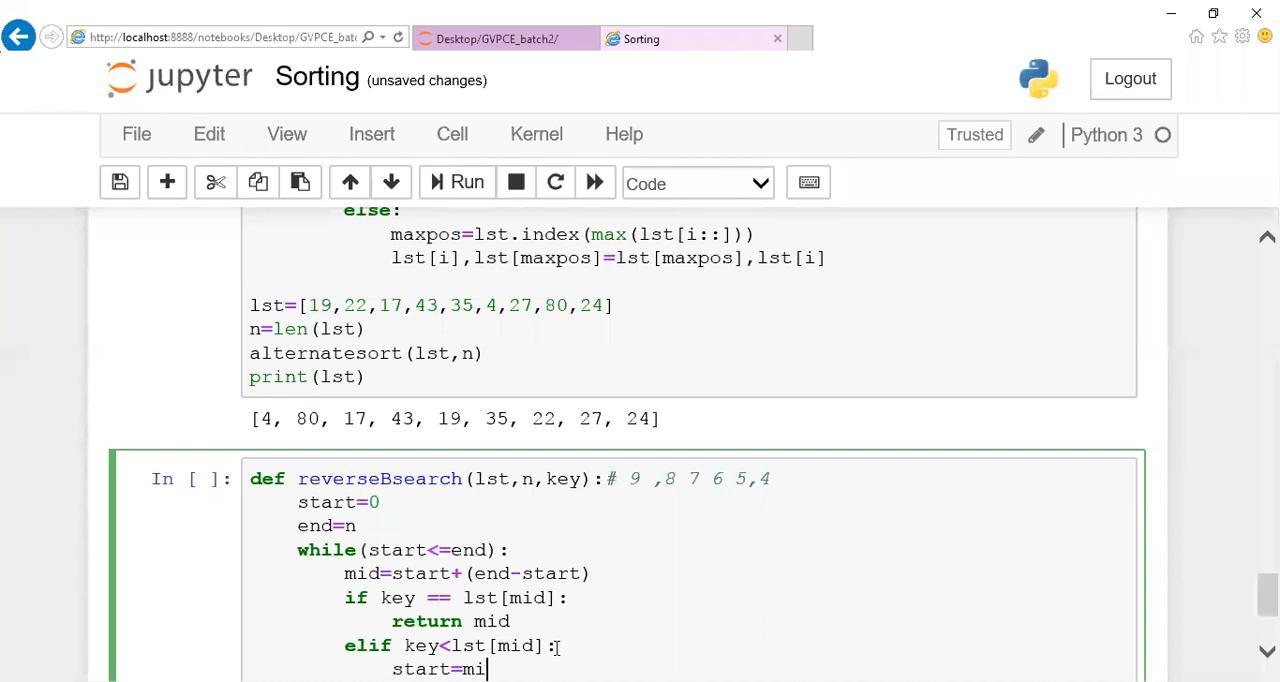 http://localhost:8888/notebooks/Desktop/GVPCE_batc
Desktop/GVPCE_batch2/
Sorting
jupyter Sorting (unsaved changes)
Logout
File Edit View Insert Cell Kernel Help
Trusted
Python 3
Run
Code
else:
maxpos=lst.index(max(lst[i::]))
lst[i],lst[maxpos]=lst[maxpos],lst[i]
lst=[19,22,17,43,35,4,27,80,24]
n=len(lst)
alternatesort(lst,n)
print(lst)
[4, 80, 17, 43, 19, 35, 22, 27, 24]
In [ ]: def reverseBsearch(lst,n,key):# 9 ,8 7 6 5,4
start=0
end=n
while(start<=end):
mid=start+(end-start)
if key == lst[mid]:
return mid
elif key<lst[mid]:
start=mi